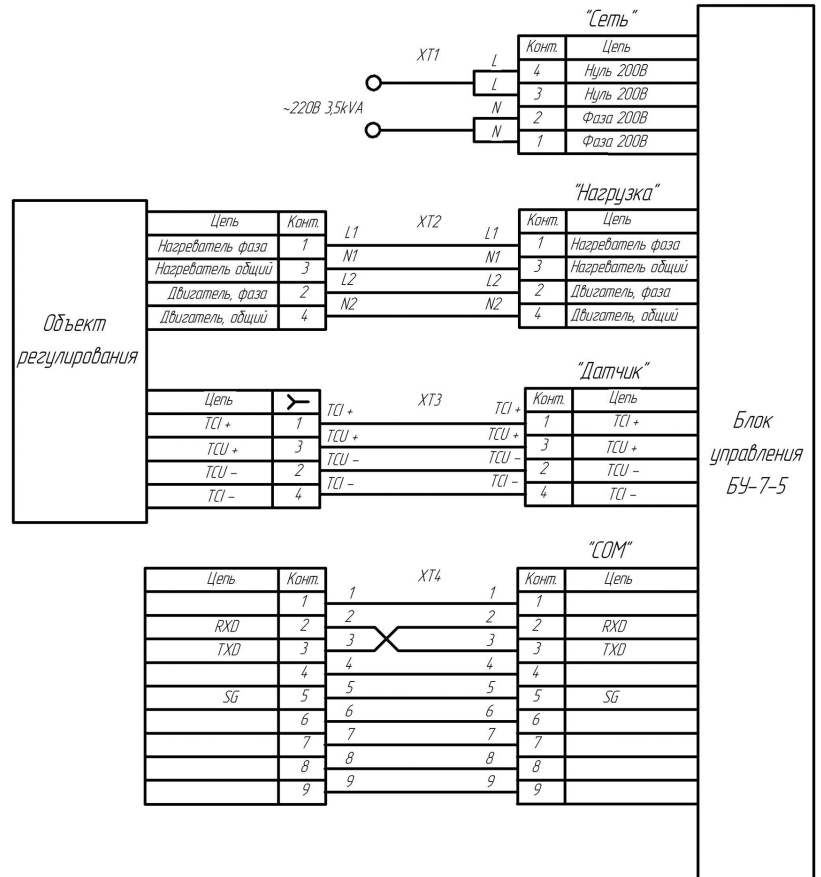 "Сеть"
XT1
Конт. Цепь
L 4 Нуль 200В
L 3 Нуль 200В
~220В 3,5kVA
N 2 Фаза 200В
N 1 Фаза 200В
"Нагрузка"
Цепь Конт. XT2 Конт. Цепь
Нагреватель фаза 1 L1 L1 1 Нагреватель фаза
Нагреватель общий 3 N1 N1 3 Нагреватель общий
Двигатель, фаза 2 L2 L2 2 Двигатель, фаза
Двигатель, общий 4 N2 N2 4 Двигатель, общий
Объект
регулирования
"Датчик"
Цепь XT3 Конт. Цепь
TCI + 1 TCI + TCI + 1 TCI +
TCU + 3 TCU + TCU + 3 TCU +
TCU – 2 TCU – TCU – 2 TCU –
TCI – 4 TCI – TCI – 4 TCI –
Блок
управления
БУ-7-5
"COM"
Цепь Конт. XT4 Конт. Цепь
1 1 1 1
RXD 2 2 2 2 RXD
TXD 3 3 3 3 TXD
4 4 4 4
SG 5 5 5 5 SG
6 6 6 6
7 7 7 7
8 8 8 8
9 9 9 9